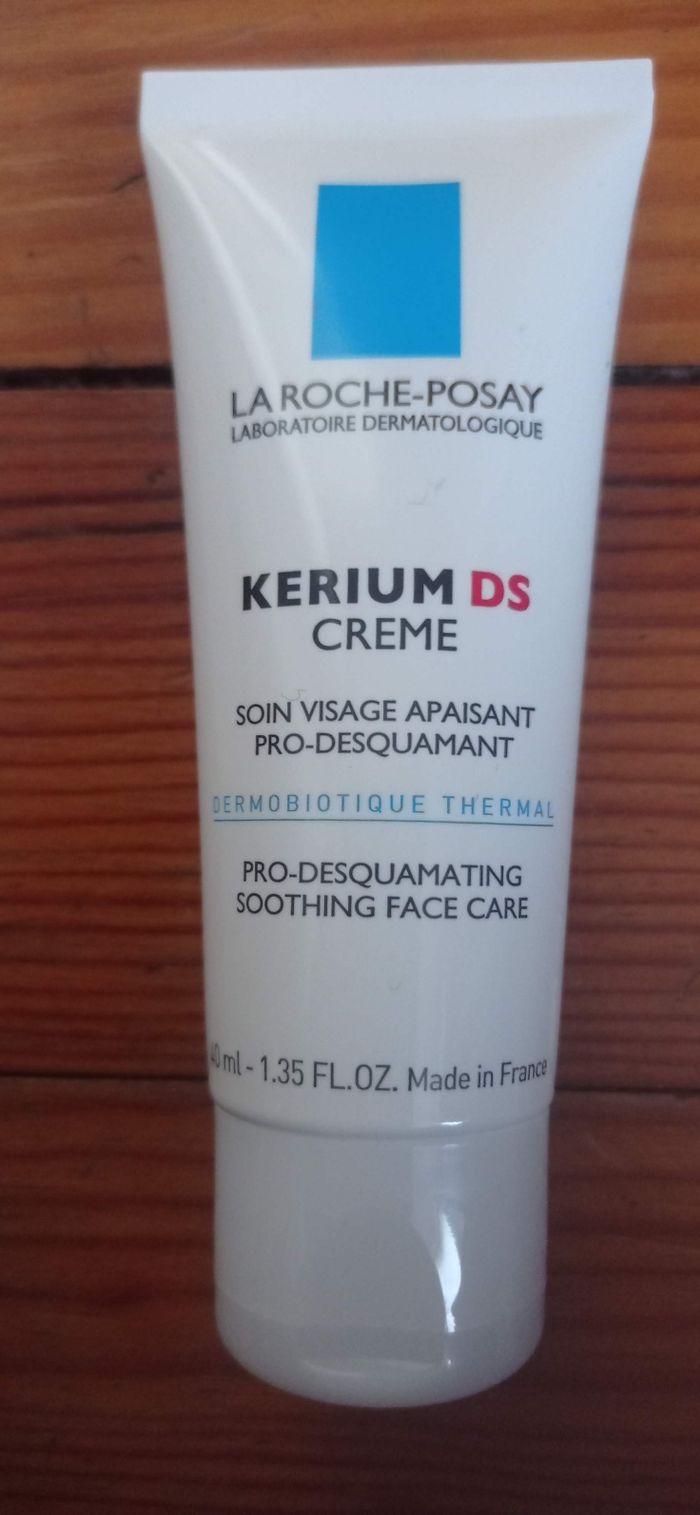 LA ROCHE-POSAY
LABORATOIRE DERMATOLOGIQUE
KERIUM DS
CREME
SOIN VISAGE APAISANT
PRO-DESQUAMANT
DERMOBIOTIQUE THERMAL
PRO-DESQUAMATING
SOOTHING FACE CARE
40 ml - 1.35 FL.OZ. Made in France